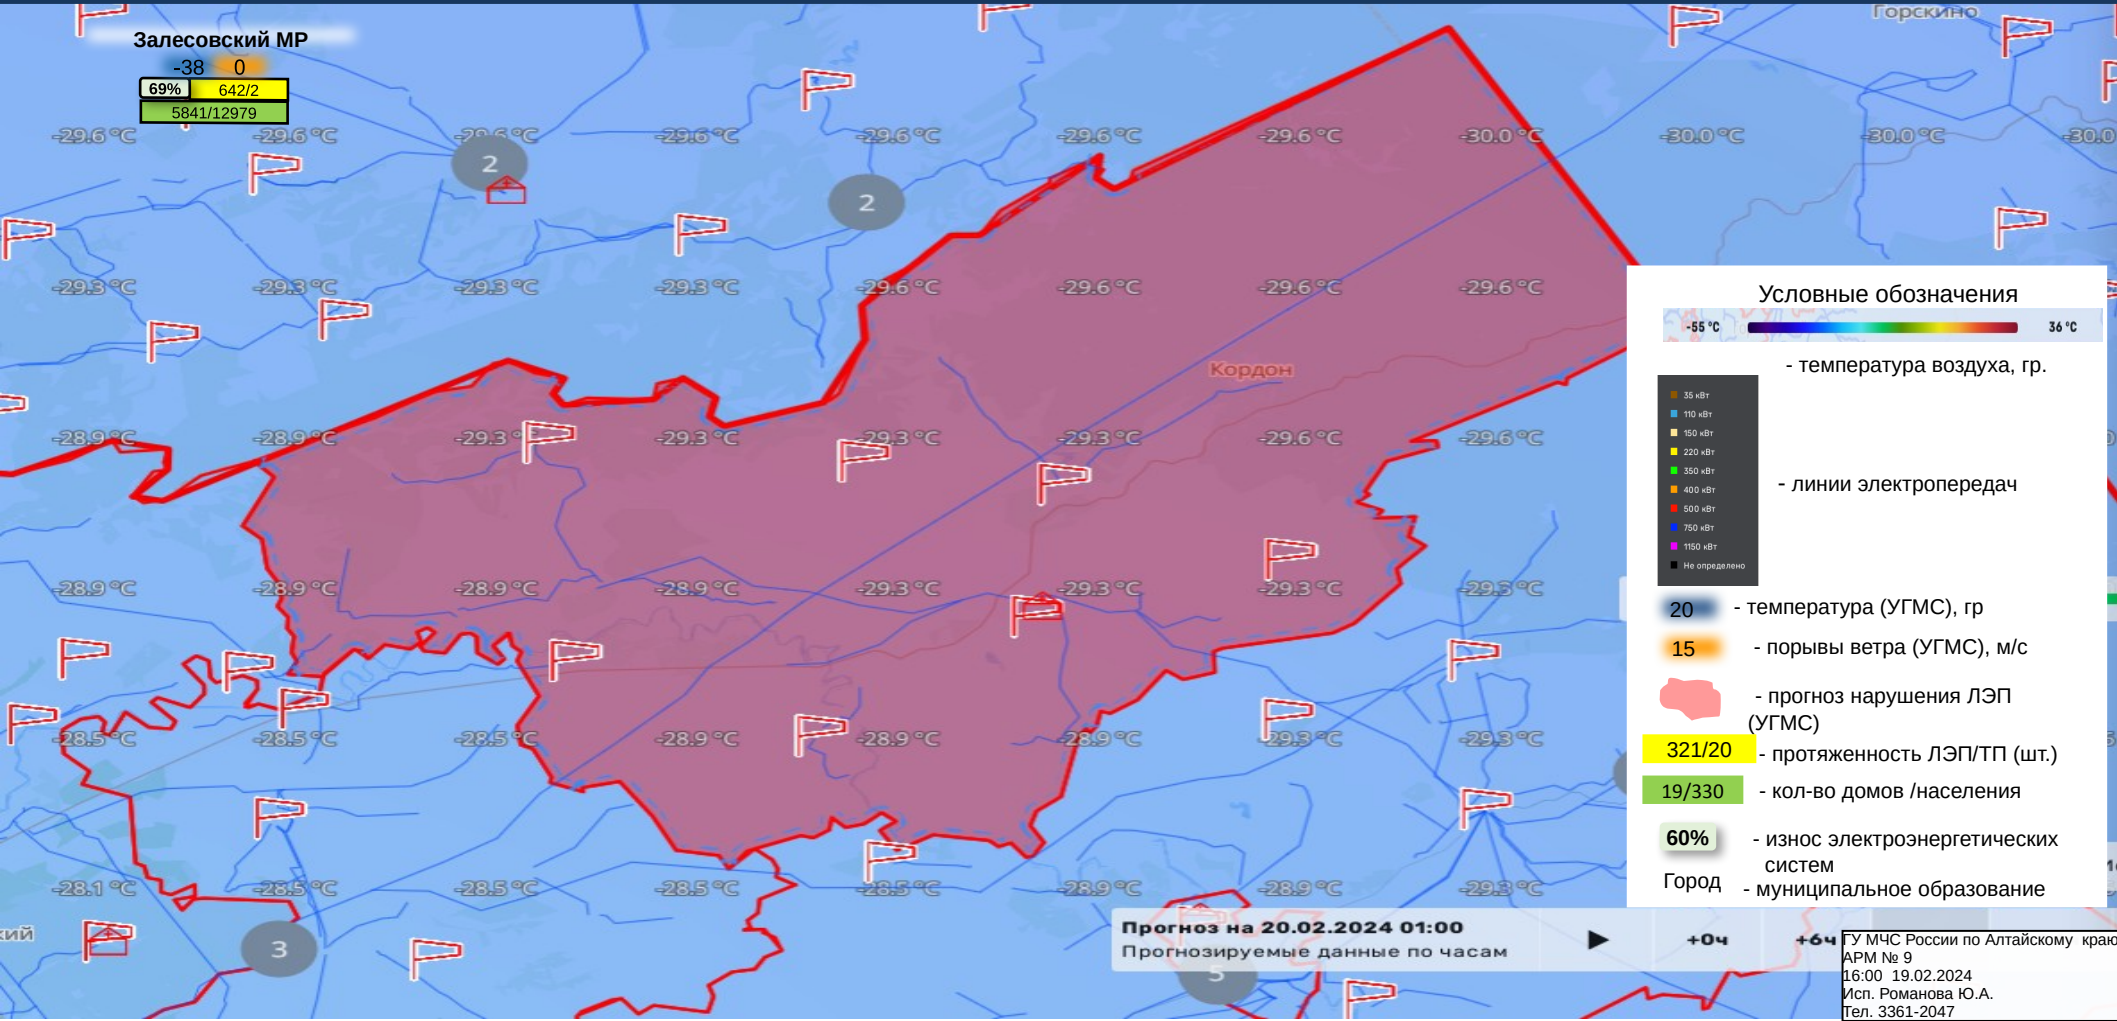 Горскино
Залесовский МР
-38 0
69% 642/2
5841/12979
-29.6 °C -29.6 °C -29.6 °C -29.6 °C -29.6 °C -29.6 °C -29.6 °C -30.0 °C -30.0 °C -30.0 °C -30.0
2
2
-29.3 °C -29.3 °C -29.3 °C -29.3 °C -29.6 °C -29.6 °C -29.6 °C -29.6 °C
Кордон
-28.9 °C -28.9 °C -29.3 °C -29.3 °C -29.3 °C -29.3 °C -29.6 °C -29.6 °C
-28.9 °C -28.9 °C -28.9 °C -28.9 °C -29.3 °C -29.3 °C -29.3 °C -29.3 °C
-28.5 °C -28.5 °C -28.5 °C -28.9 °C -28.9 °C -28.9 °C -29.3 °C -29.3 °C
-28.1 °C -28.5 °C -28.5 °C -28.5 °C -28.5 °C -28.9 °C -28.9 °C -29.3 °C
кий
3
5
Условные обозначения
-55 °C 36 °C
- температура воздуха, гр.
35 кВт
110 кВт
150 кВт
220 кВт
350 кВт
400 кВт
500 кВт
750 кВт
1150 кВт
Не определено
- линии электропередач
20 - температура (УГМС), гр
15 - порывы ветра (УГМС), м/с
- прогноз нарушения ЛЭП
(УГМС)
321/20 - протяженность ЛЭП/ТП (шт.)
19/330 - кол-во домов /населения
60% - износ электроэнергетических
систем
Город - муниципальное образование
Прогноз на 20.02.2024 01:00
Прогнозируемые данные по часам
+0ч +6ч
ГУ МЧС России по Алтайскому краю
АРМ № 9
16:00 19.02.2024
Исп. Романова Ю.А.
Тел. 3361-2047